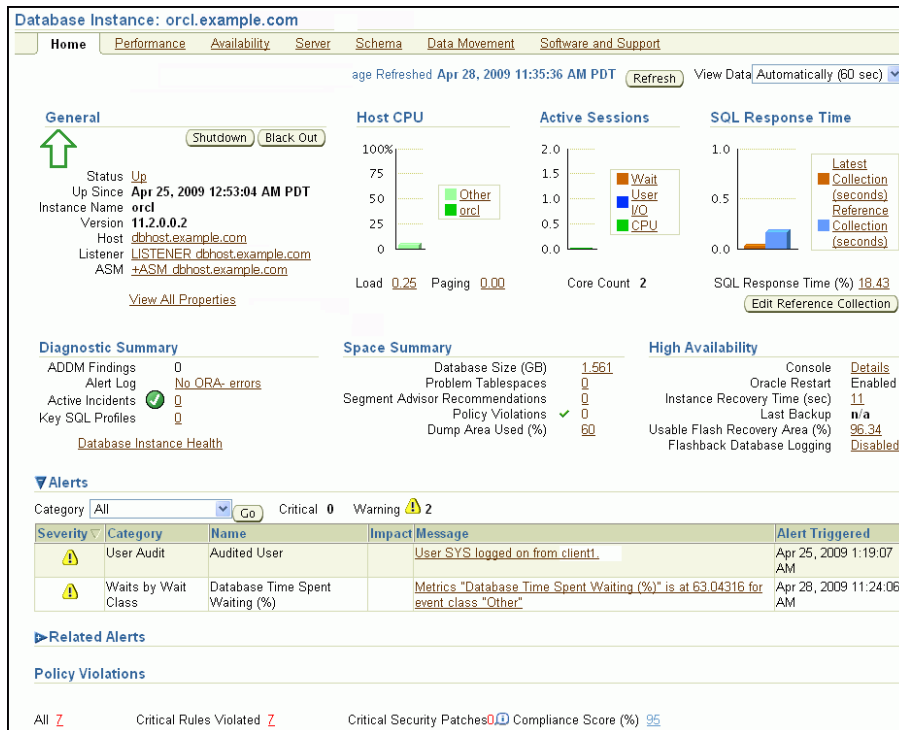 Database Instance: orcl.example.com
Home Performance Availability Server Schema Data Movement Software and Support
age Refreshed Apr 28, 2009 11:35:36 AM PDT Refresh View Data Automatically (60 sec)
General
Shutdown Black Out
Status Up
Up Since Apr 25, 2009 12:53:04 AM PDT
Instance Name orcl
Version 11.2.0.0.2
Host dbhost.example.com
Listener LISTENER dbhost.example.com
ASM +ASM dbhost.example.com
View All Properties
Host CPU
100%
75
50
25
0
Other
orcl
Load 0.25 Paging 0.00
Active Sessions
2.0
1.5
1.0
0.5
0.0
Wait
User
I/O
CPU
Core Count 2
SQL Response Time
1.0
0.0
Latest
Collection
(seconds)
Reference
Collection
(seconds)
SQL Response Time (%) 18.43
Edit Reference Collection
Diagnostic Summary
ADDM Findings 0
Alert Log No ORA- errors
Active Incidents 0
Key SQL Profiles 0
Database Instance Health
Space Summary
Database Size (GB) 1.561
Problem Tablespaces 0
Segment Advisor Recommendations 0
Policy Violations 0
Dump Area Used (%) 60
High Availability
Console Details
Oracle Restart Enabled
Instance Recovery Time (sec) 11
Last Backup n/a
Usable Flash Recovery Area (%) 96.34
Flashback Database Logging Disabled
Alerts
Category All Go Critical 0 Warning 2
Severity Category Name Impact Message Alert Triggered
User Audit Audited User User SYS logged on from client1. Apr 25, 2009 1:19:07
AM
Waits by Wait Database Time Spent Metrics "Database Time Spent Waiting (%)" is at 63.04316 for Apr 28, 2009 11:24:06
Class Waiting (%) event class "Other" AM
Related Alerts
Policy Violations
All 7 Critical Rules Violated 7 Critical Security Patches 0 Compliance Score (%) 95